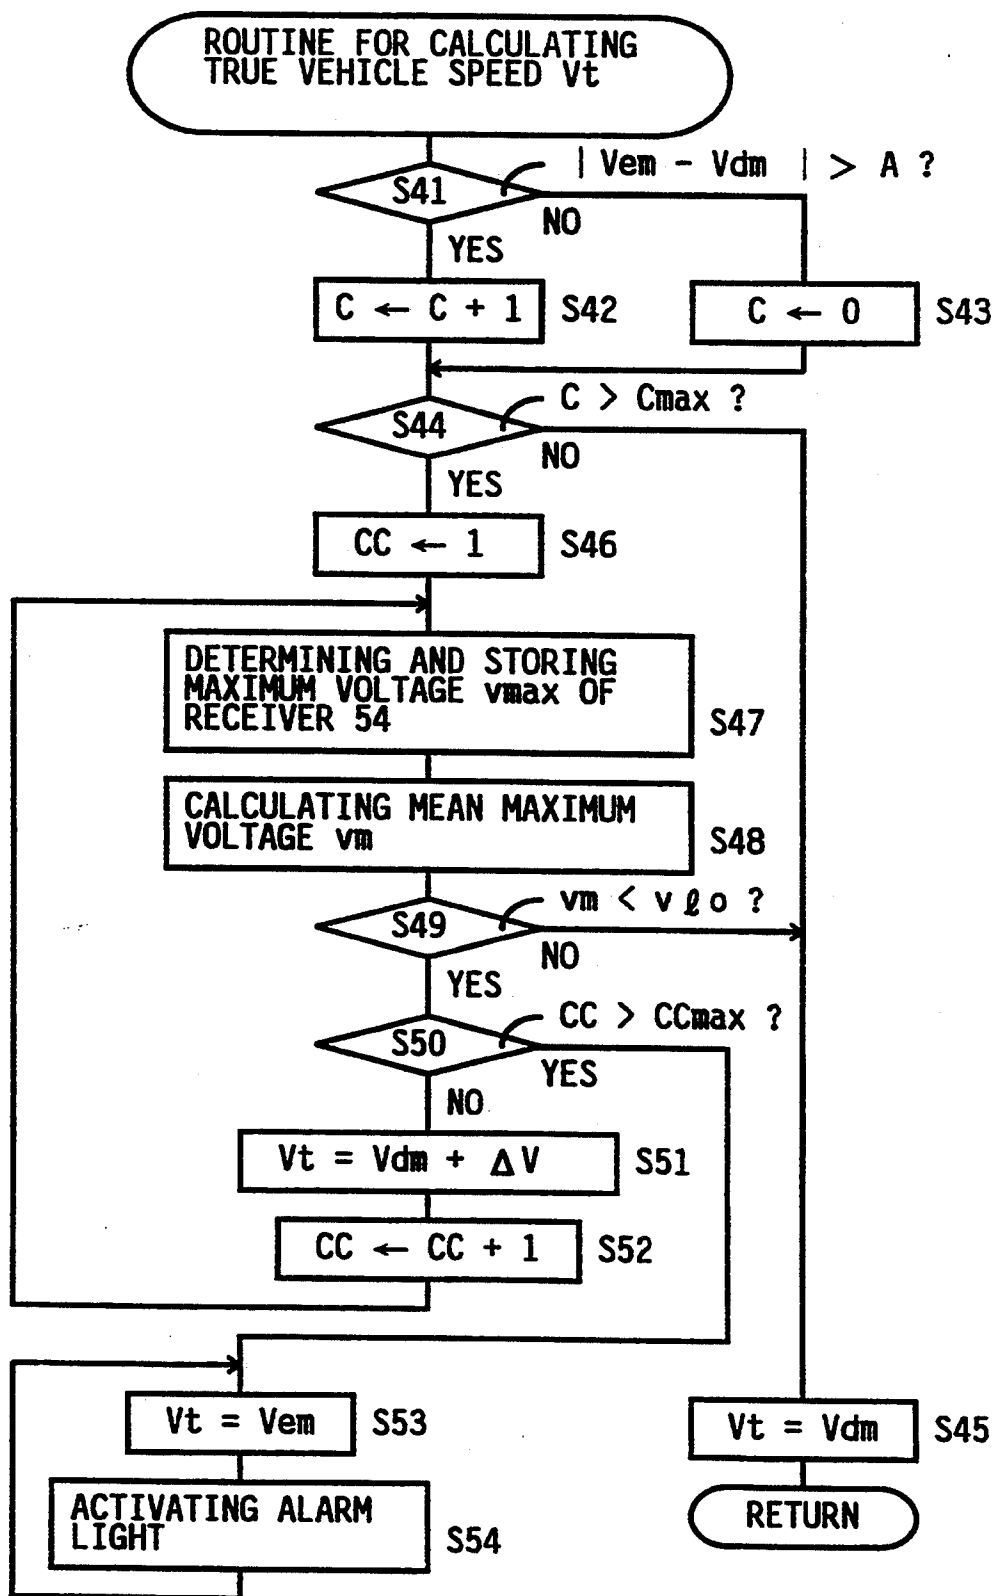 ROUTINE FOR CALCULATING
TRUE VEHICLE SPEED Vt
| Vem - Vdm | > A ?
S41
NO
YES
C ← C + 1
S42
C ← 0
S43
C > Cmax ?
S44
NO
YES
CC ← 1
S46
DETERMINING AND STORING
MAXIMUM VOLTAGE vmax OF
RECEIVER 54
S47
CALCULATING MEAN MAXIMUM
VOLTAGE vm
S48
vm < vℓo ?
S49
NO
YES
CC > CCmax ?
S50
YES
NO
Vt = Vdm + ΔV
S51
CC ← CC + 1
S52
Vt = Vem
S53
Vt = Vdm
S45
ACTIVATING ALARM
LIGHT
S54
RETURN